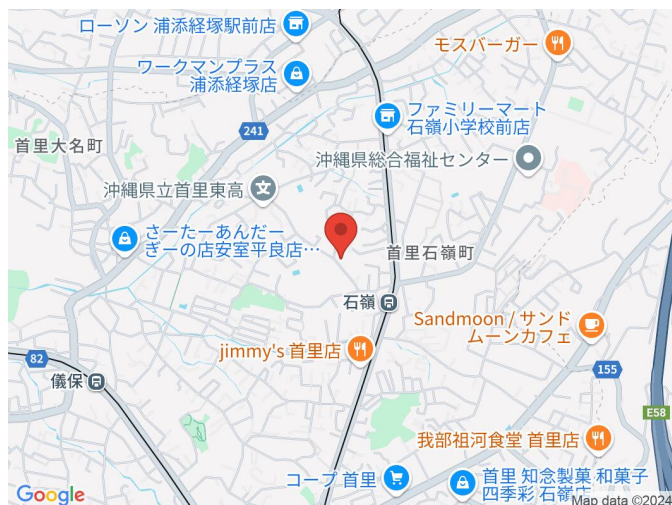 ローソン 浦添経塚駅前店
モスバーガー
ワークマンプラス
浦添経塚店
ファミリーマート
石嶺小学校前店
241
首里大名町
沖縄県総合福祉センター
沖縄県立首里東高
さーたーあんだー
ぎーの店安室平良店…
首里石嶺町
石嶺
Sandmoon / サンド
ムーンカフェ
jimmy's 首里店
82
155
儀保
E58
我部祖河食堂 首里店
コープ 首里
首里 知念製菓 和菓子
四季彩 石嶺店
Google
Map data ©2024